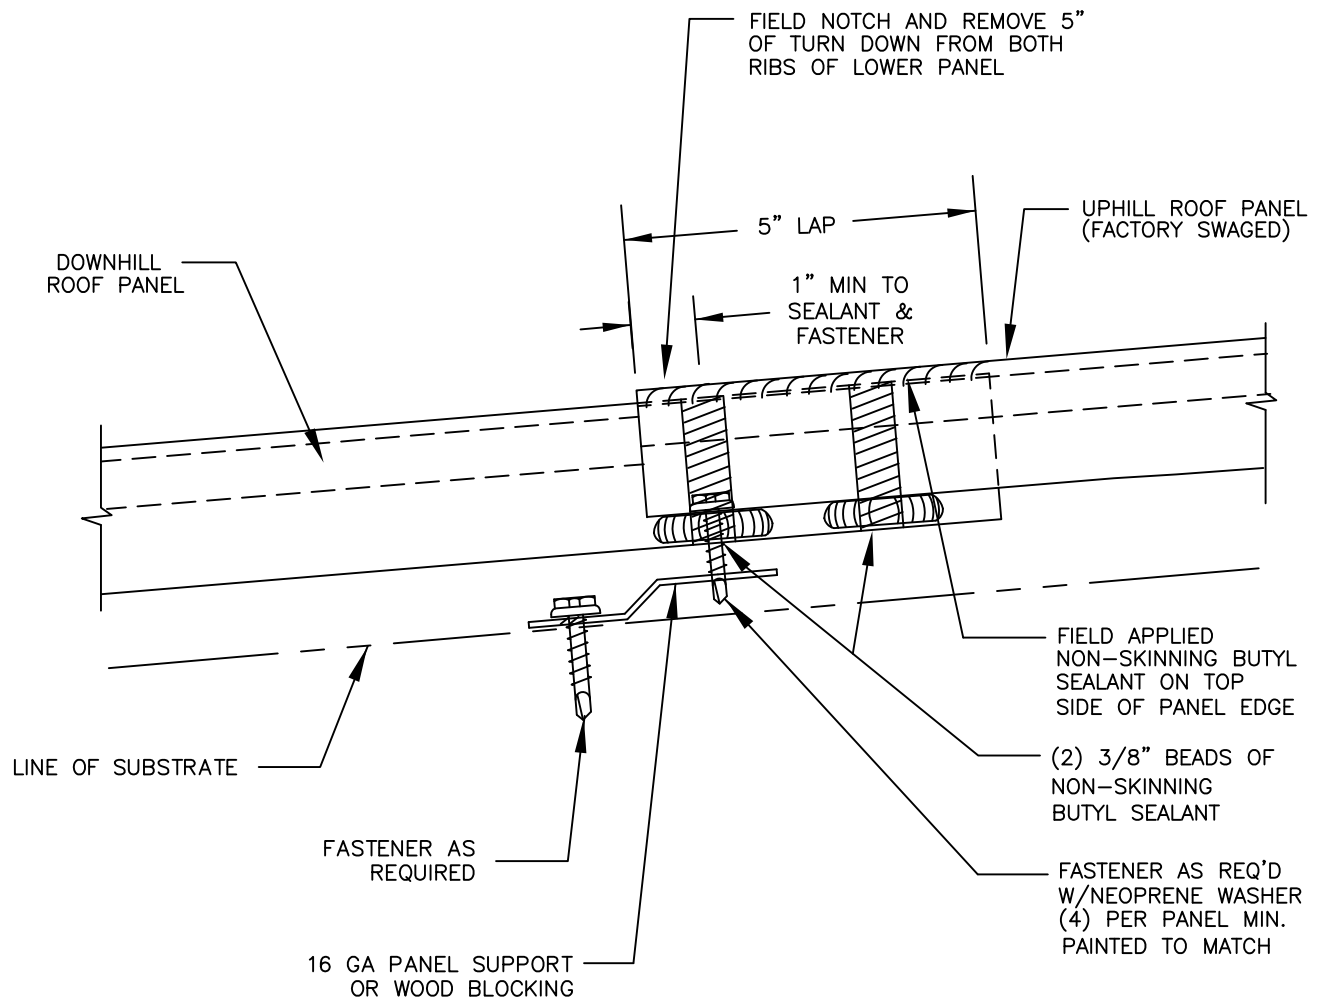 FIELD NOTCH AND REMOVE 5”
OF TURN DOWN FROM BOTH
RIBS OF LOWER PANEL
UPHILL ROOF PANEL
(FACTORY SWAGED)
5” LAP
DOWNHILL
ROOF PANEL
1” MIN TO
SEALANT &
FASTENER
FIELD APPLIED
NON–SKINNING BUTYL
SEALANT ON TOP
SIDE OF PANEL EDGE
LINE OF SUBSTRATE
(2) 3/8” BEADS OF
NON–SKINNING
BUTYL SEALANT
FASTENER AS
REQUIRED
FASTENER AS REQ'D
W/NEOPRENE WASHER
(4) PER PANEL MIN.
PAINTED TO MATCH
16 GA PANEL SUPPORT
OR WOOD BLOCKING